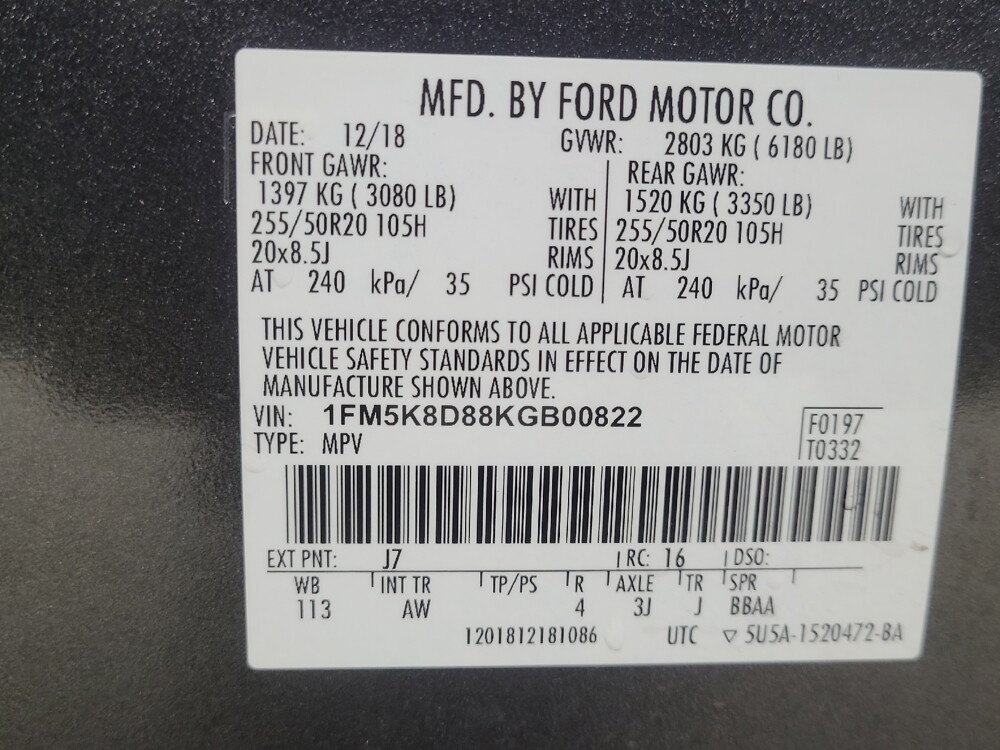 MFD. BY FORD MOTOR CO.
DATE: 12/18 GVWR: 2803 KG ( 6180 LB)
FRONT GAWR: REAR GAWR:
1397 KG ( 3080 LB) WITH 1520 KG ( 3350 LB) WITH
255/50R20 105H TIRES 255/50R20 105H TIRES
20x8.5J RIMS 20x8.5J RIMS
AT 240 kPa/ 35 PSI COLD AT 240 kPa/ 35 PSI COLD
THIS VEHICLE CONFORMS TO ALL APPLICABLE FEDERAL MOTOR
VEHICLE SAFETY STANDARDS IN EFFECT ON THE DATE OF
MANUFACTURE SHOWN ABOVE.
VIN: 1FM5K8D88KGB00822 F0197
TYPE: MPV T0332
EXT PNT: J7 RC: 16 DSO:
WB INT TR TP/PS R AXLE TR SPR
113 AW 4 3J J BBAA
1201812181086 UTC ▽ 5U5A-1520472-BA